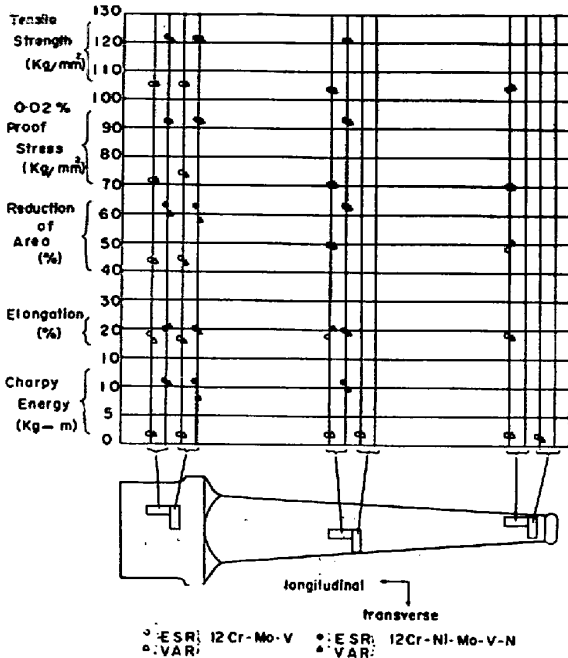 130
Tensile
Strength
(Kg/mm²)
120
110
100
0·02 %
Proof
Stress
(Kg/mm²)
90
80
70
Reduction
of
Area
(%)
60
50
40
30
Elongation
(%)
20
10
Charpy
Energy
(Kg-m)
10
5
0
longitudinal
transverse
ESR 12Cr-Mo-V
VAR
ESR 12Cr-Ni-Mo-V-N
VAR